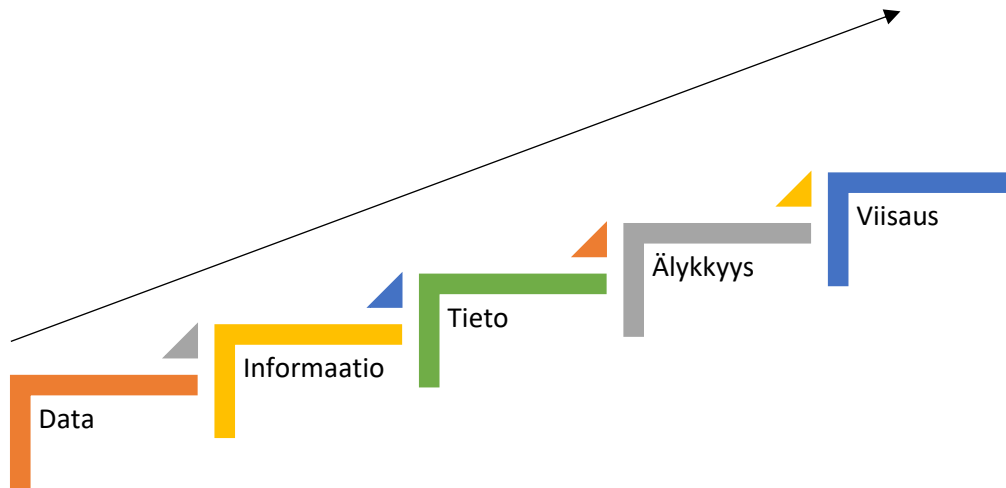 Data
Informaatio
Tieto
Älykkyys
Viisaus